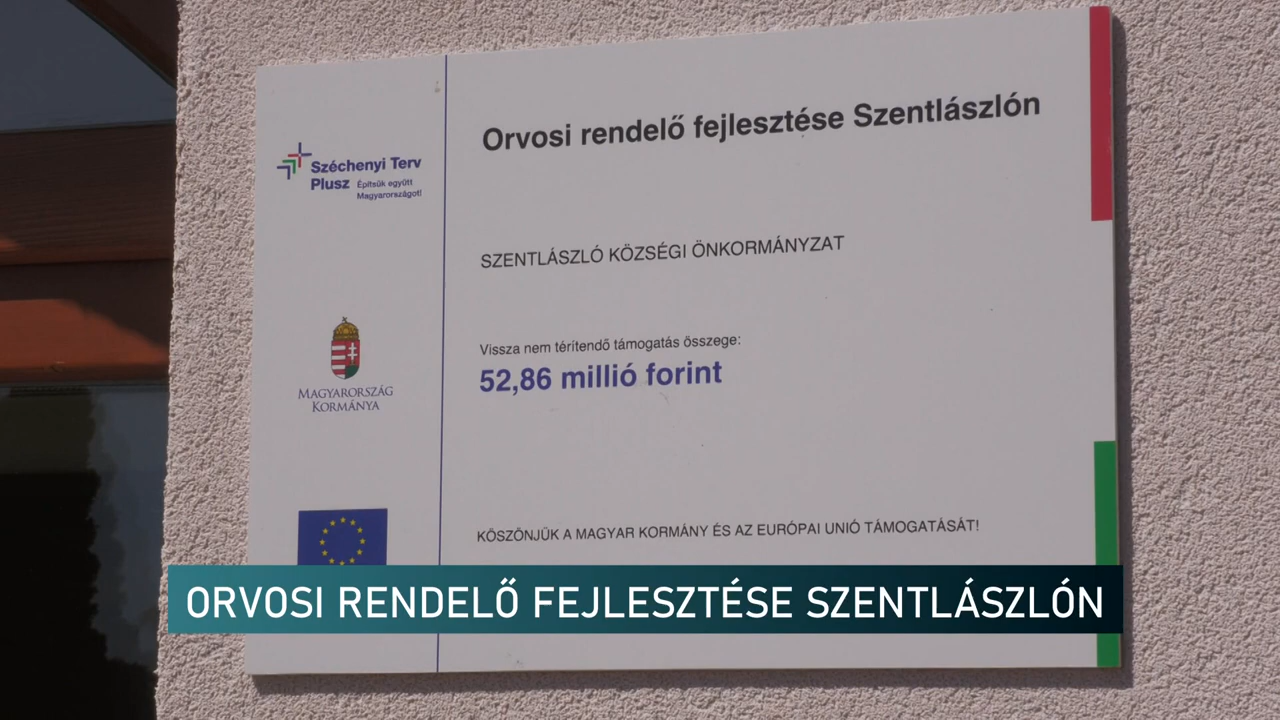 Széchenyi Terv
Plusz
Építsük együtt
Magyarországot!
MAGYARORSZÁG
KORMÁNYA
Orvosi rendelő fejlesztése Szentlászlón
SZENTLÁSZLÓ KÖZSÉGI ÖNKORMÁNYZAT
Vissza nem térítendő támogatás összege:
52,86 millió forint
KÖSZÖNJÜK A MAGYAR KORMÁNY ÉS AZ EURÓPAI UNIÓ TÁMOGATÁSÁT!
ORVOSI RENDELŐ FEJLESZTÉSE SZENTLÁSZLÓN